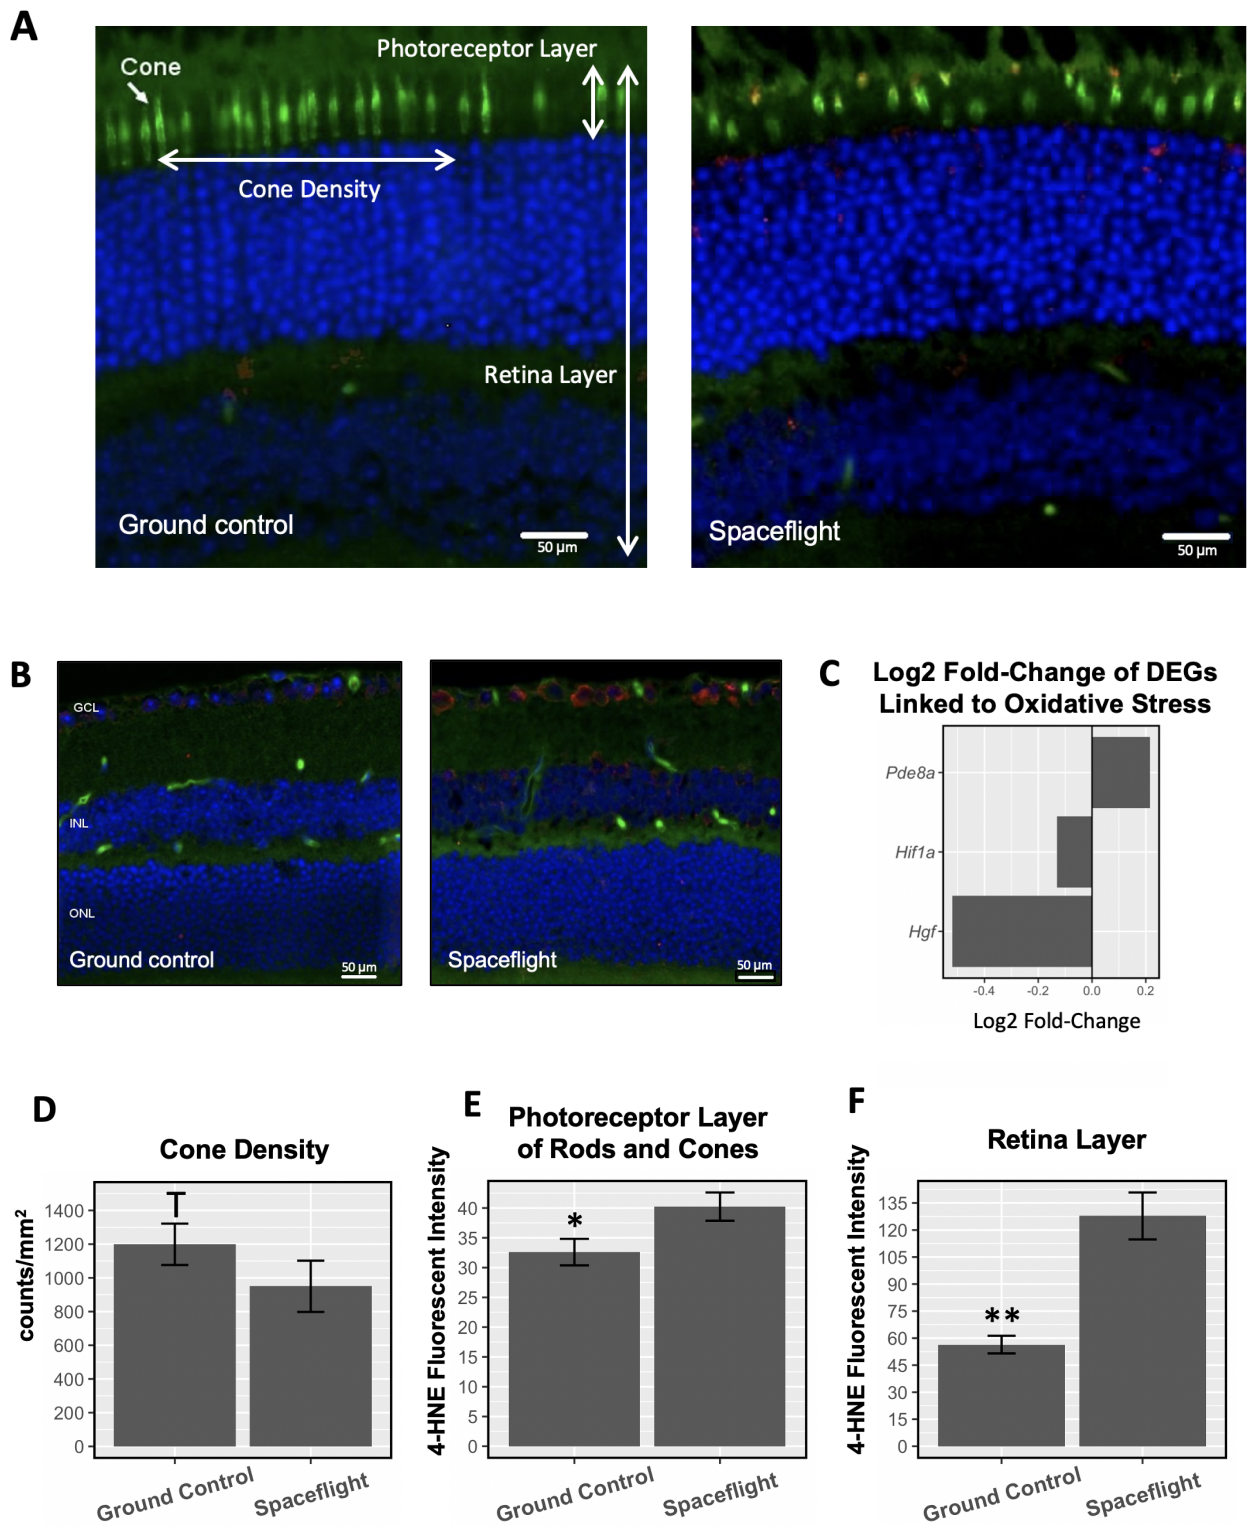 A
Cone
Photoreceptor Layer
Cone Density
Retina Layer
Ground control
50 µm
Spaceflight
50 µm
B
GCL
INL
ONL
Ground control
50 µm
Spaceflight
50 µm
C
Log2 Fold-Change of DEGs
Linked to Oxidative Stress
Pde8a
Hif1a
Hgf
-0.4 -0.2 0.0 0.2
Log2 Fold-Change
D
Cone Density
counts/mm²
1400
1200
1000
800
600
400
200
0
T
Ground Control
Spaceflight
E
Photoreceptor Layer
of Rods and Cones
4-HNE Fluorescent Intensity
40
35
30
25
20
15
10
5
0
*
Ground Control
Spaceflight
F
Retina Layer
4-HNE Fluorescent Intensity
135
120
105
90
75
60
45
30
15
0
**
Ground Control
Spaceflight